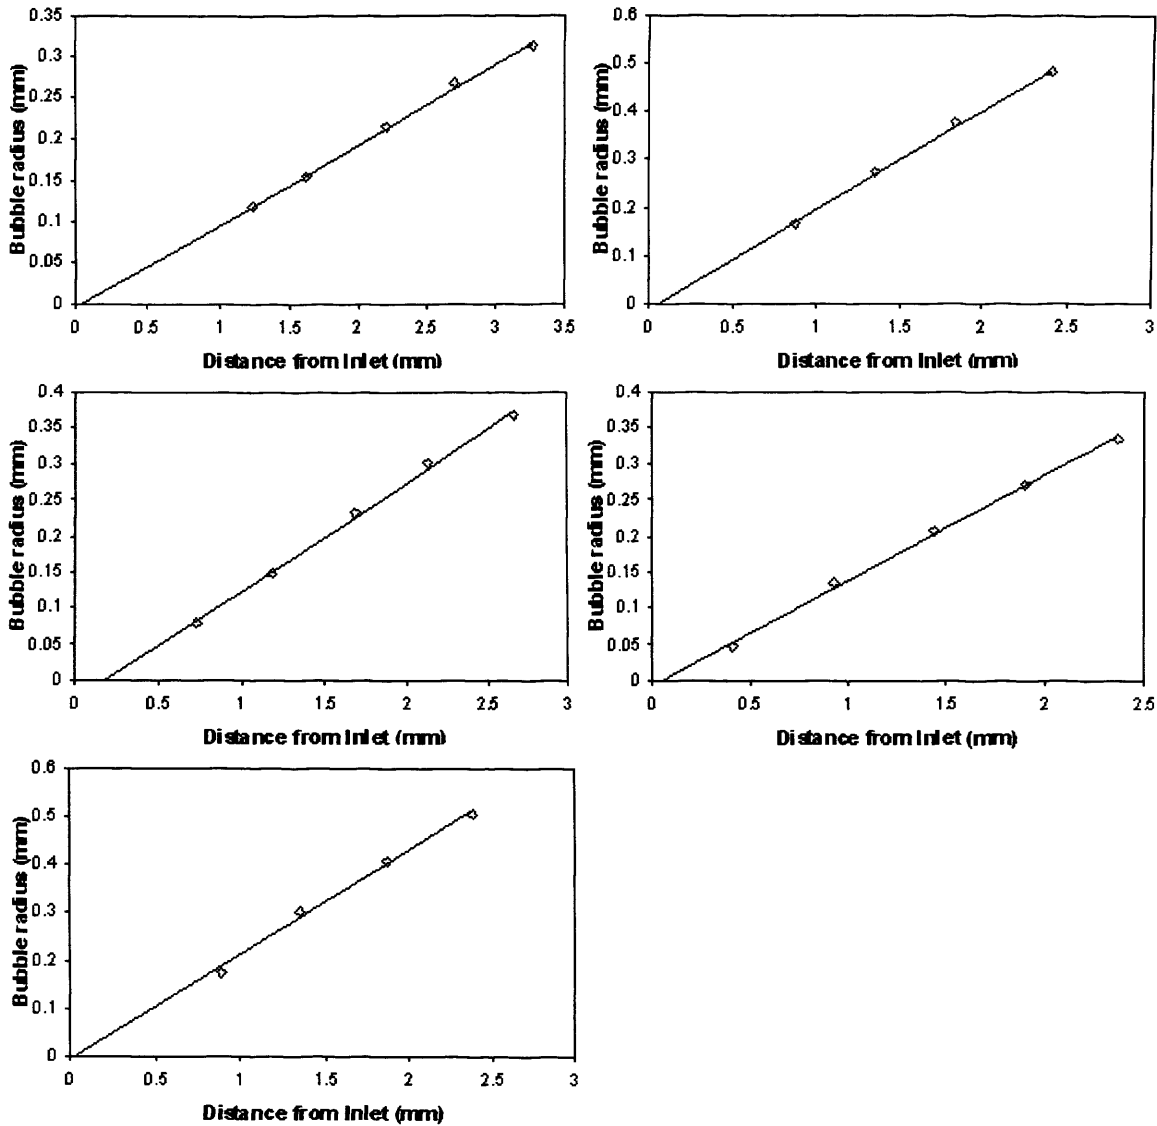 0.35
0.3
0.25
0.2
0.15
0.1
0.05
0
Bubble radius (mm)
0 0.5 1 1.5 2 2.5 3 3.5
Distance from Inlet (mm)
0.6
0.5
0.4
0.3
0.2
0.1
0
Bubble radius (mm)
0 0.5 1 1.5 2 2.5 3
Distance from Inlet (mm)
0.4
0.35
0.3
0.25
0.2
0.15
0.1
0.05
0
Bubble radius (mm)
0 0.5 1 1.5 2 2.5 3
Distance from Inlet (mm)
0.4
0.35
0.3
0.25
0.2
0.15
0.1
0.05
0
Bubble radius (mm)
0 0.5 1 1.5 2 2.5
Distance from Inlet (mm)
0.6
0.5
0.4
0.3
0.2
0.1
0
Bubble radius (mm)
0 0.5 1 1.5 2 2.5 3
Distance from Inlet (mm)